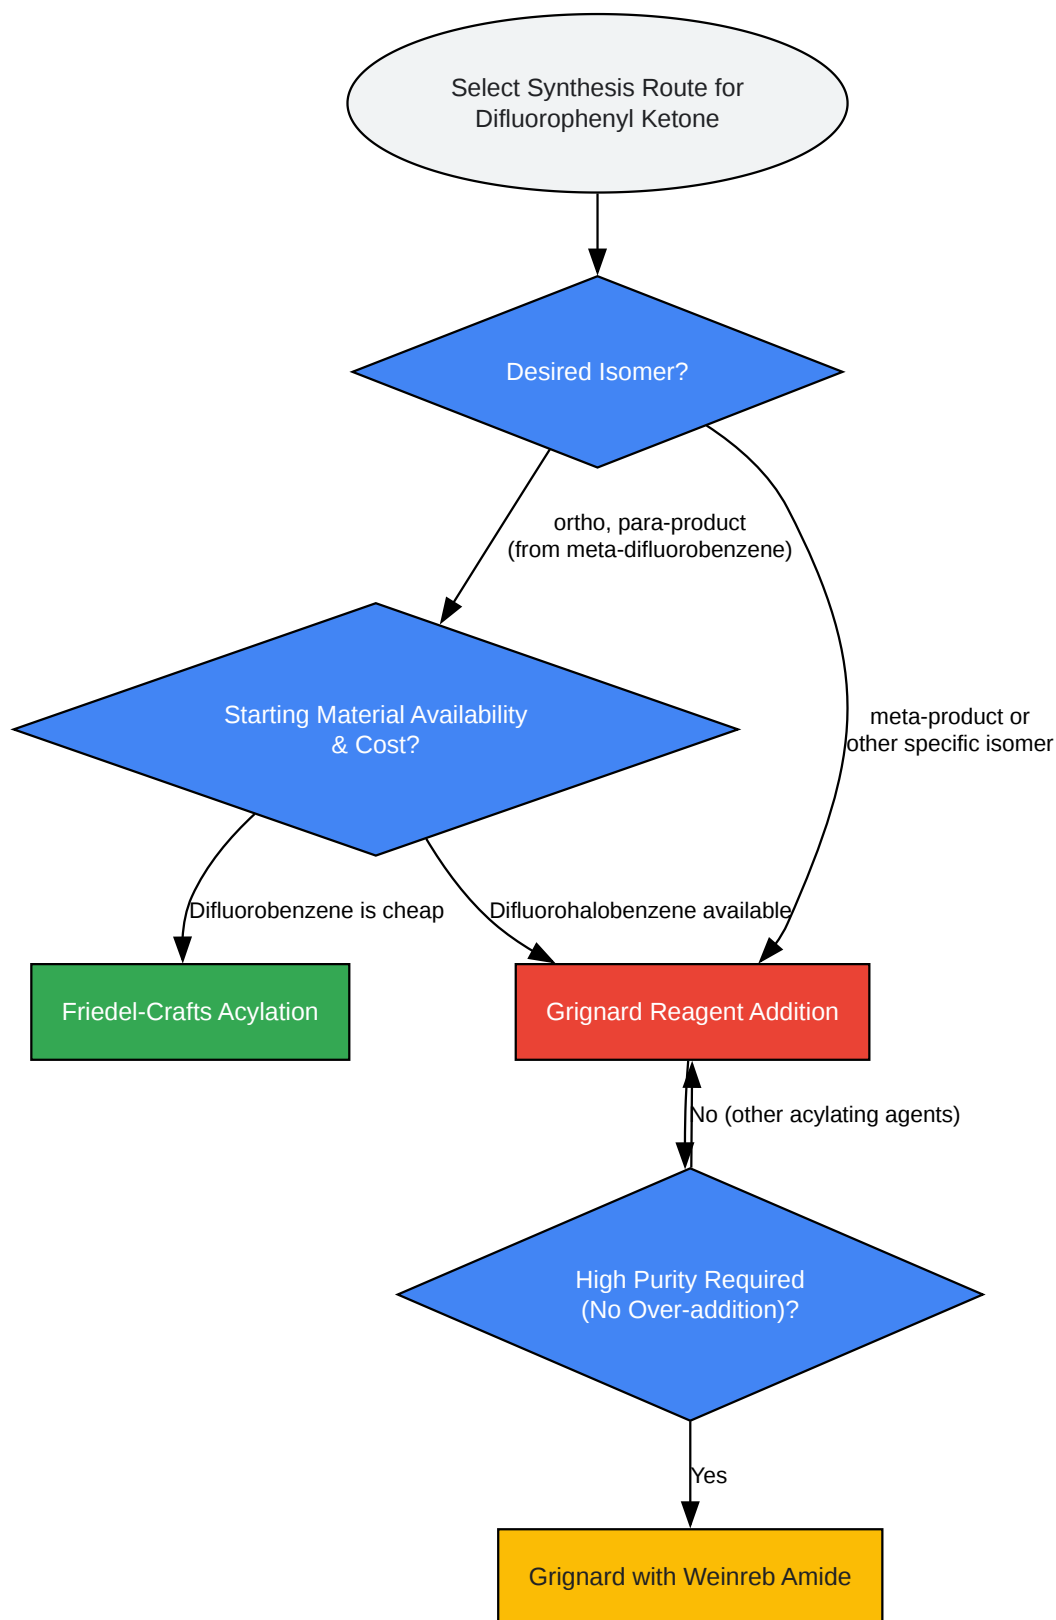 Select Synthesis Route for
Difluorophenyl Ketone
Desired Isomer?
ortho, para-product
(from meta-difluorobenzene)
Starting Material Availability
& Cost?
meta-product or
other specific isomer
Difluorobenzene is cheap
Difluorohalobenzene available
Friedel-Crafts Acylation
Grignard Reagent Addition
No (other acylating agents)
High Purity Required
(No Over-addition)?
Yes
Grignard with Weinreb Amide